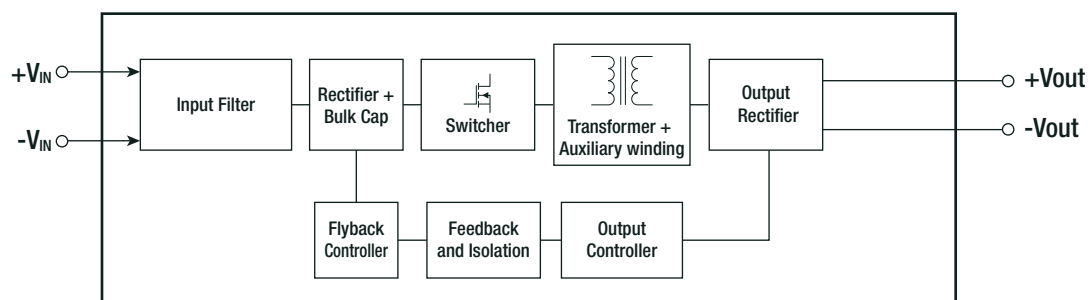 +VIN
-VIN
Input Filter
Rectifier +
Bulk Cap
Switcher
Transformer +
Auxiliary winding
Output
Rectifier
+Vout
-Vout
Flyback
Controller
Feedback
and Isolation
Output
Controller